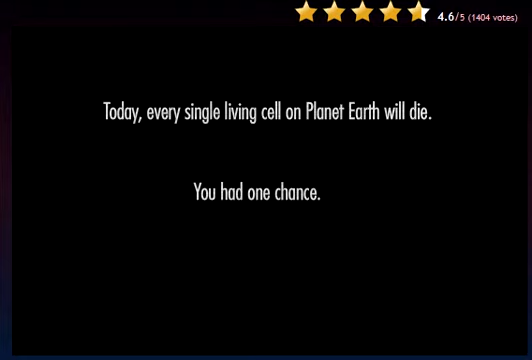 4.6/5 (1404 votes)
Today, every single living cell on Planet Earth will die.
You had one chance.